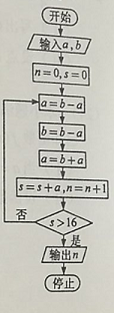 开始
输入a,b
n=0,s=0
a=b-a
b=b-a
a=b+a
s=s+a,n=n+1
否
s>16
是
输出n
停止